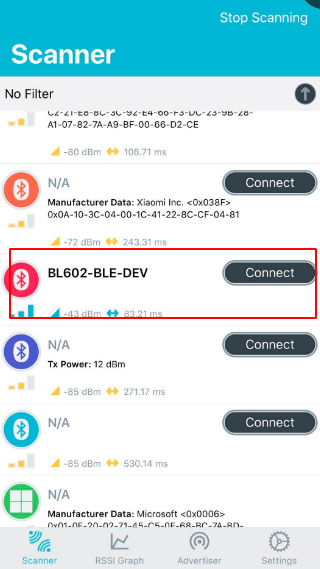 Stop Scanning
Scanner
No Filter
C2-21-E8-8C-3C-92-E4-66-F3-DC-23-9B-28-
A1-07-82-7A-A9-BF-00-66-D2-CE
-80 dBm 108.71 ms
N/A
Connect
Manufacturer Data: Xiaomi Inc. <0x038F>
0x0A-10-3C-04-00-1C-41-22-8C-CF-04-81
-72 dBm 243.31 ms
BL602-BLE-DEV
Connect
-43 dBm 83.21 ms
N/A
Connect
Tx Power: 12 dBm
-85 dBm 271.17 ms
N/A
Connect
-85 dBm 530.14 ms
N/A
Manufacturer Data: Microsoft <0x0006>
0x01-0F-20-02-71-45-C5-0E-68-BC-7A-BD-
Scanner
RSSI Graph
Advertiser
Settings